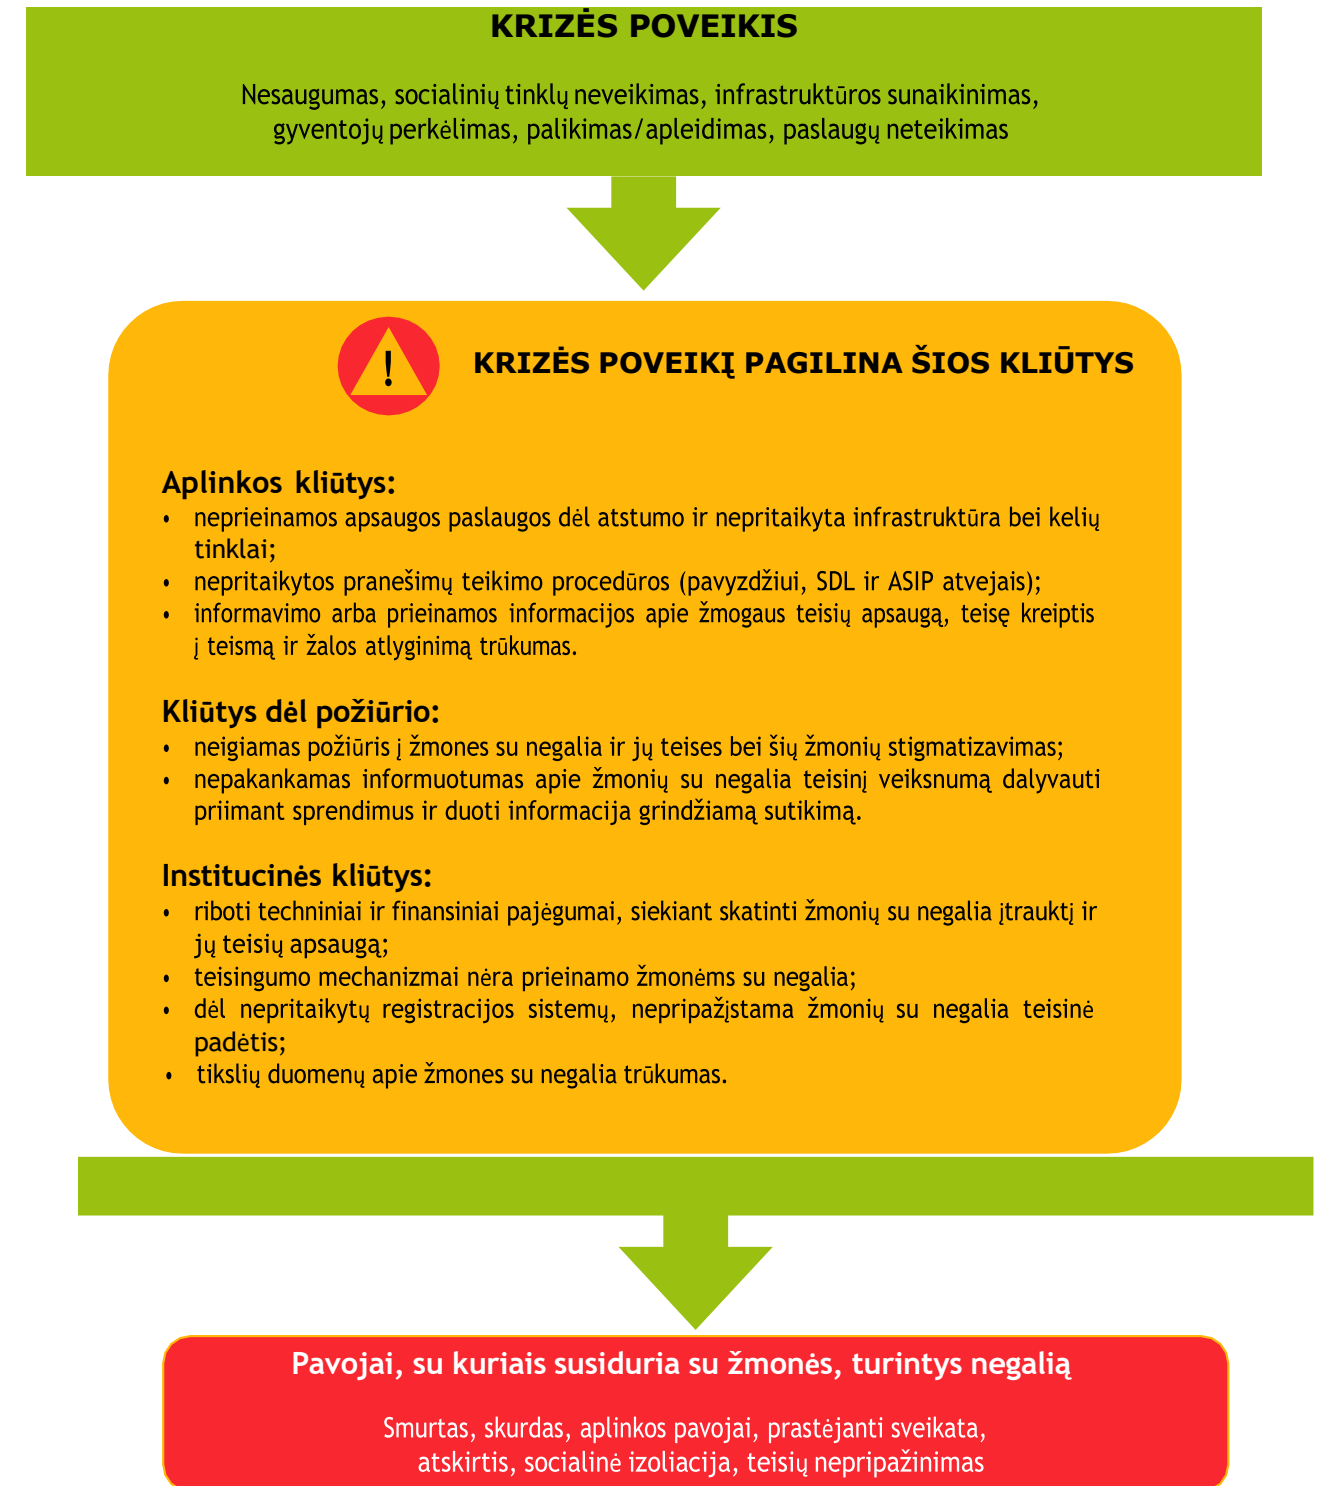 KRIZĖS POVEIKIS
Nesaugumas, socialinių tinklų neveikimas, infrastruktūros sunaikinimas,
gyventojų perkėlimas, palikimas/apleidimas, paslaugų neteikimas
!
KRIZĖS POVEIKĮ PAGILINA ŠIOS KLIŪTYS
Aplinkos kliūtys:
• neprieinamos apsaugos paslaugos dėl atstumo ir nepritaikyta infrastruktūra bei kelių
tinklai;
• nepritaikytos pranešimų teikimo procedūros (pavyzdžiui, SDL ir ASIP atvejais);
• informavimo arba prieinamos informacijos apie žmogaus teisių apsaugą, teisę kreiptis
į teismą ir žalos atlyginimą trūkumas.
Kliūtys dėl požiūrio:
• neigiamas požiūris į žmones su negalia ir jų teises bei šių žmonių stigmatizavimas;
• nepakankamas informuotumas apie žmonių su negalia teisinį veiksnumą dalyvauti
priimant sprendimus ir duoti informacija grindžiamą sutikimą.
Institucinės kliūtys:
• riboti techniniai ir finansiniai pajėgumai, siekiant skatinti žmonių su negalia įtrauktį ir
jų teisių apsaugą;
• teisingumo mechanizmai nėra prieinamo žmonėms su negalia;
• dėl nepritaikytų registracijos sistemų, nepripažįstama žmonių su negalia teisinė
padėtis;
• tikslių duomenų apie žmones su negalia trūkumas.
Pavojai, su kuriais susiduria su žmonės, turintys negalią
Smurtas, skurdas, aplinkos pavojai, prastėjanti sveikata,
atskirtis, socialinė izoliacija, teisių nepripažinimas